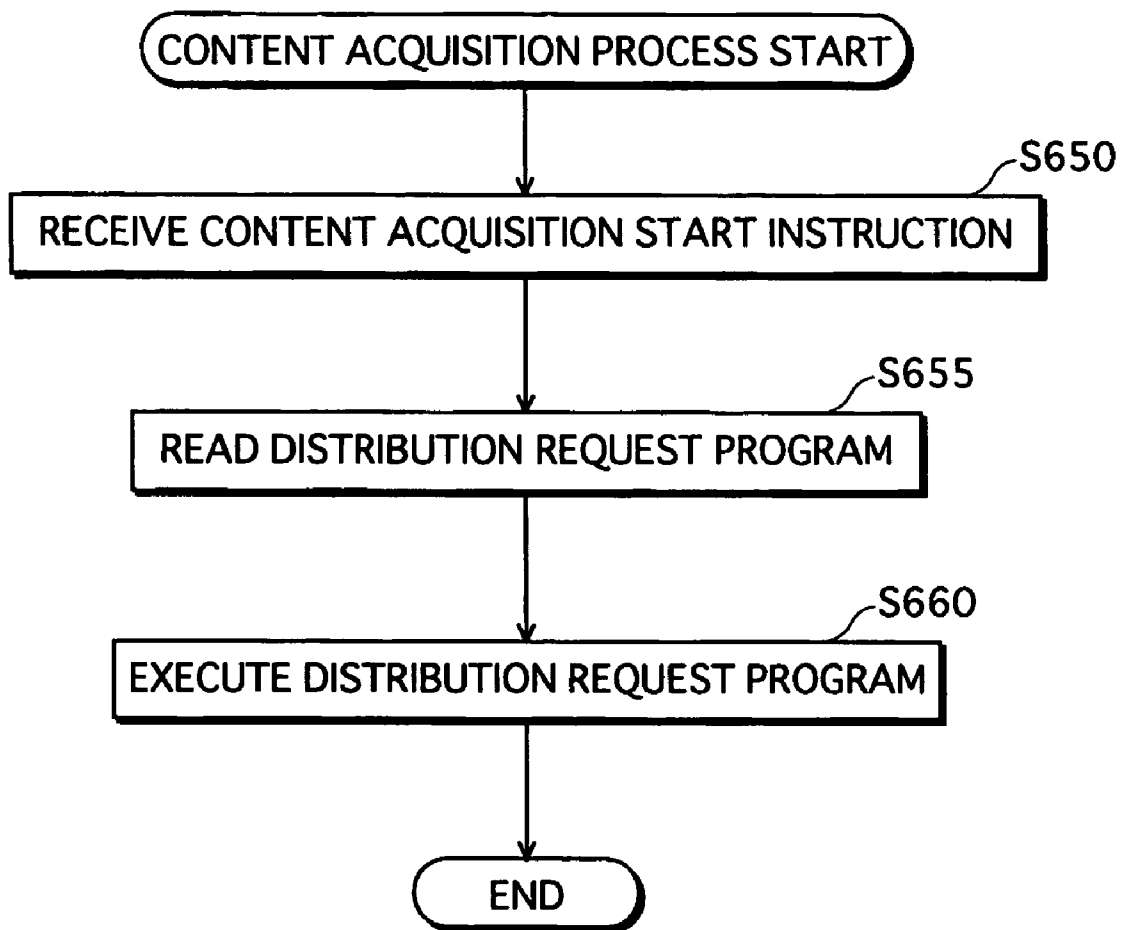 CONTENT ACQUISITION PROCESS START
S650
RECEIVE CONTENT ACQUISITION START INSTRUCTION
S655
READ DISTRIBUTION REQUEST PROGRAM
S660
EXECUTE DISTRIBUTION REQUEST PROGRAM
END